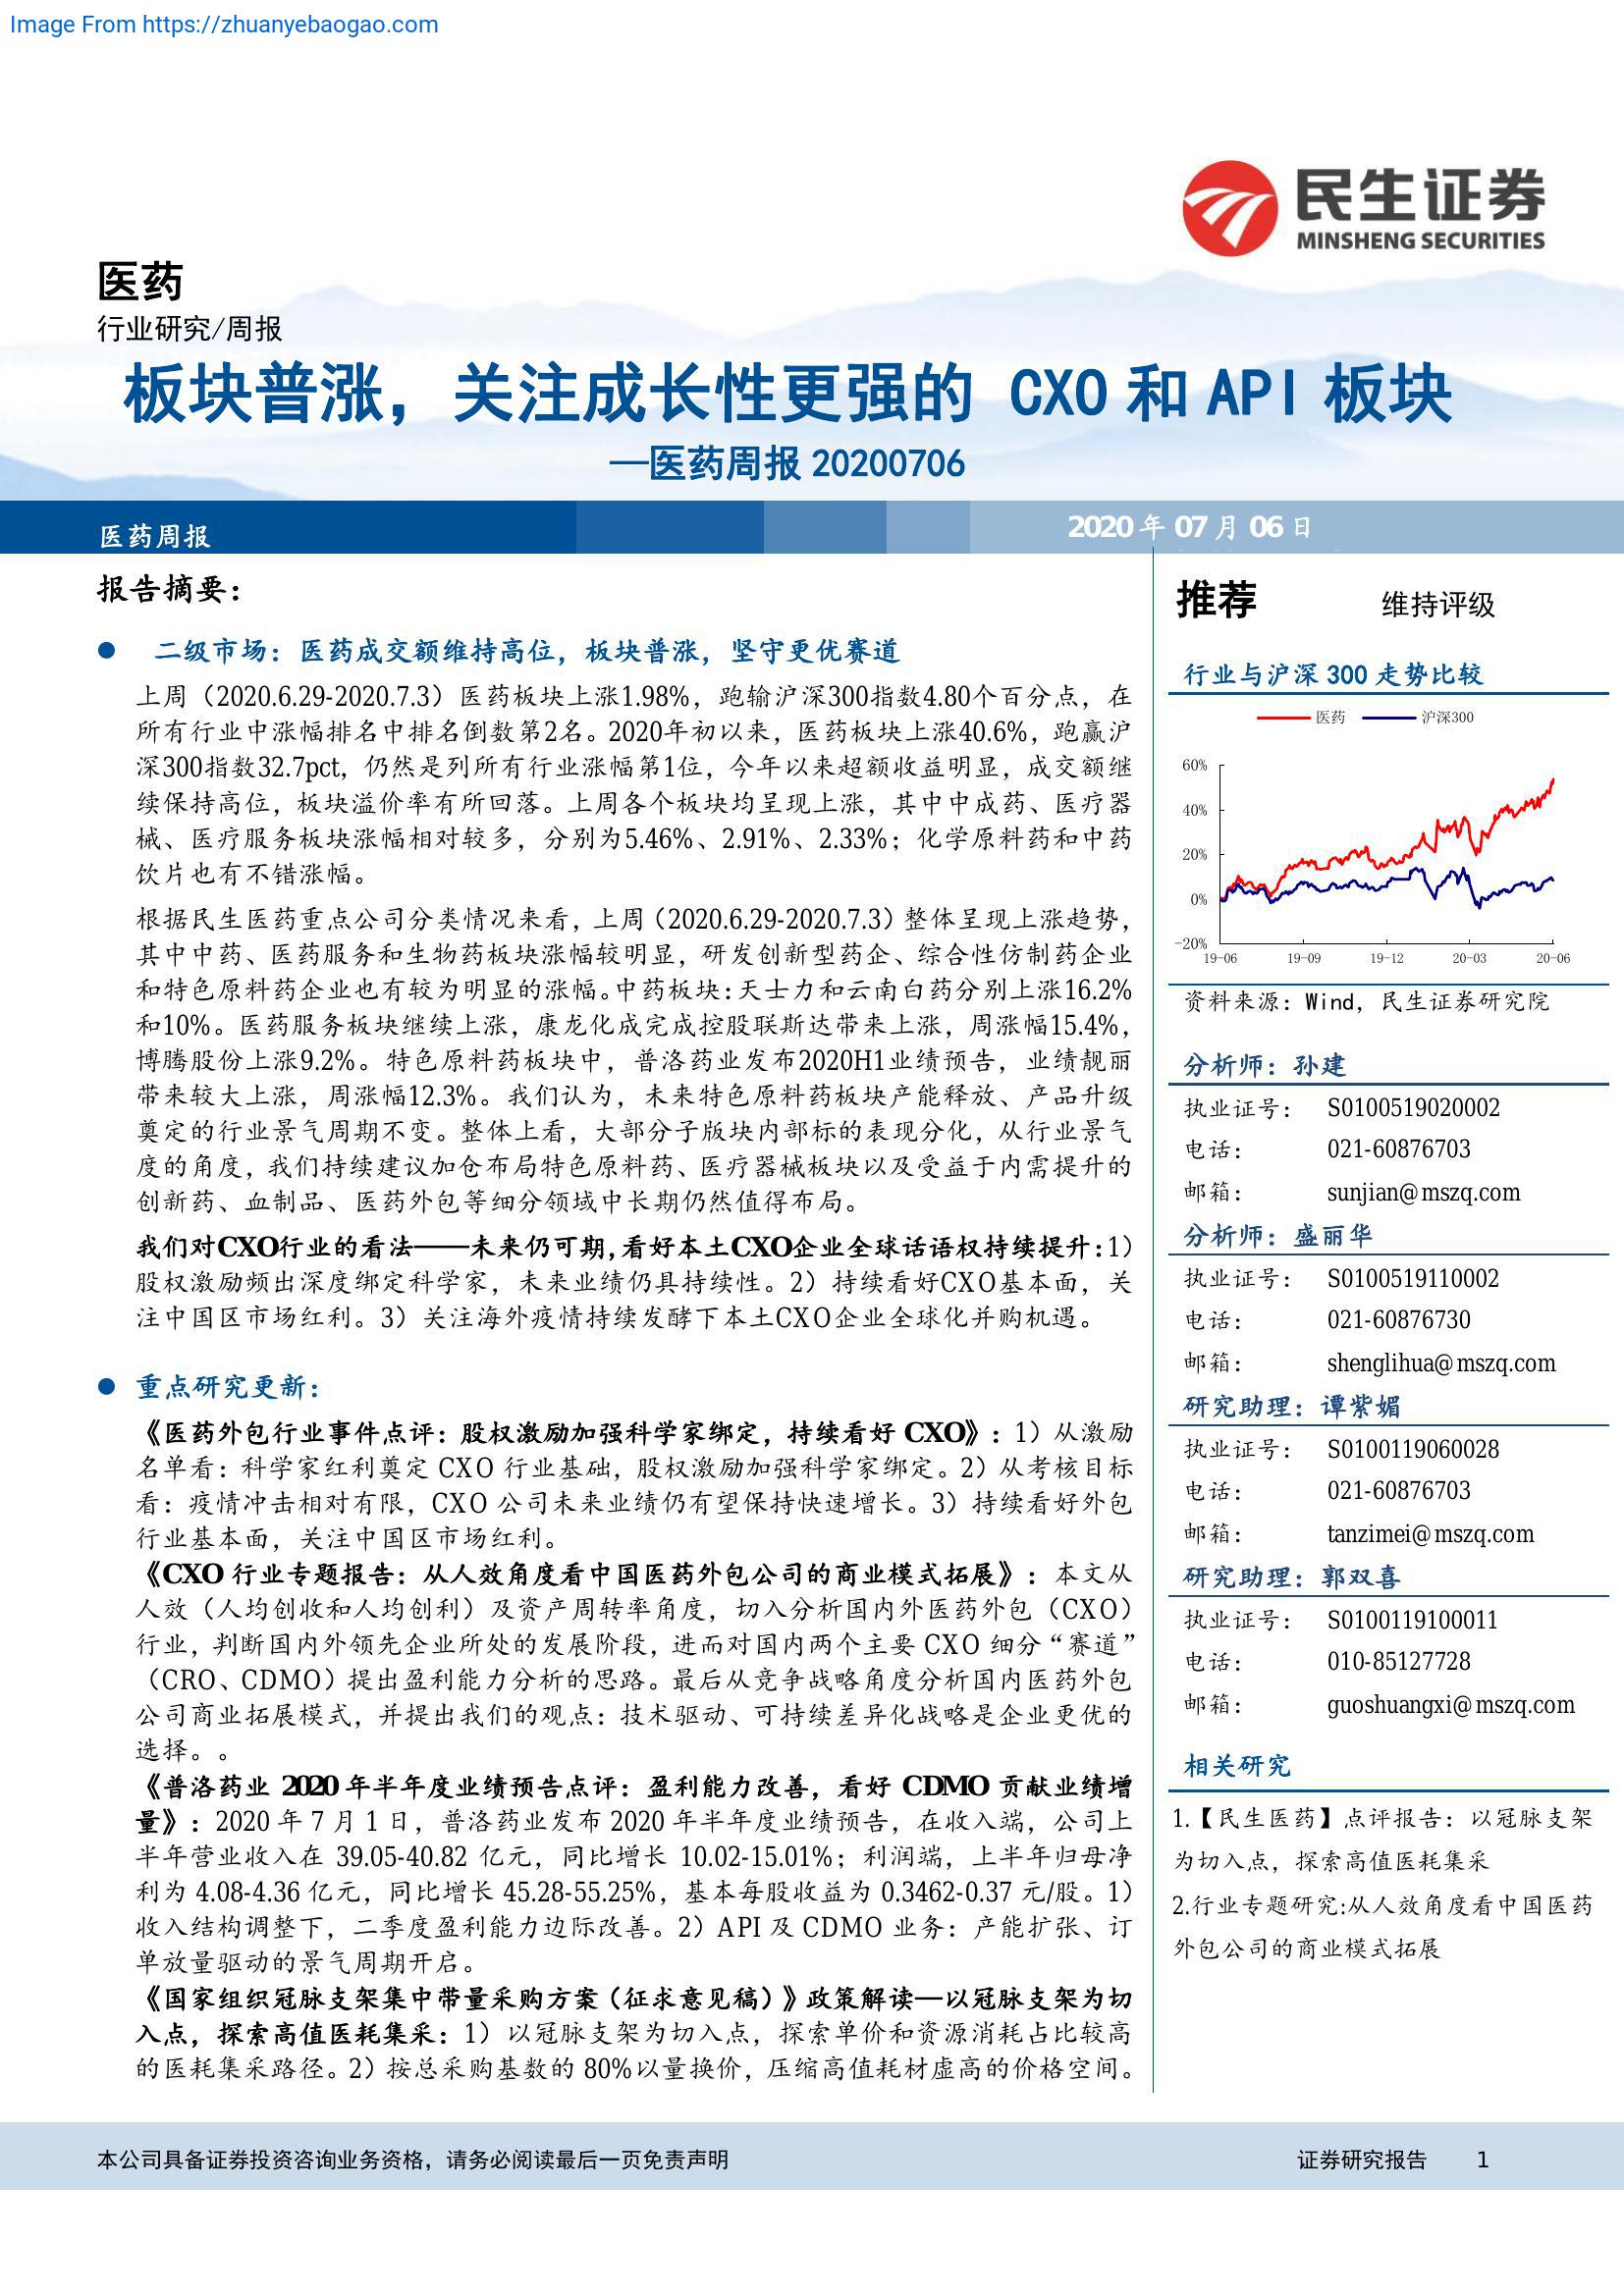 Image From https://zhuanyebaogao.com
民生证券
MINSHENG SECURITIES
医药
行业研究/周报
板块普涨，关注成长性更强的 CXO 和 API 板块
—医药周报 20200706
医药周报
2020 年 07 月 06 日
报告摘要：
● 二级市场：医药成交额维持高位，板块普涨，坚守更优赛道
上周（2020.6.29-2020.7.3）医药板块上涨1.98%，跑输沪深300指数4.80个百分点，在
所有行业中涨幅排名中排名倒数第2名。2020年初以来，医药板块上涨40.6%，跑赢沪
深300指数32.7pct，仍然是列所有行业涨幅第1位，今年以来超额收益明显，成交额继
续保持高位，板块溢价率有所回落。上周各个板块均呈现上涨，其中中成药、医疗器
械、医疗服务板块涨幅相对较多，分别为5.46%、2.91%、2.33%；化学原料药和中药
饮片也有不错涨幅。
根据民生医药重点公司分类情况来看，上周（2020.6.29-2020.7.3）整体呈现上涨趋势，
其中中药、医药服务和生物药板块涨幅较明显，研发创新型药企、综合性仿制药企业
和特色原料药企业也有较为明显的涨幅。中药板块：天士力和云南白药分别上涨16.2%
和10%。医药服务板块继续上涨，康龙化成完成控股联斯达带来上涨，周涨幅15.4%，
博腾股份上涨9.2%。特色原料药板块中，普洛药业发布2020H1业绩预告，业绩靓丽
带来较大上涨，周涨幅12.3%。我们认为，未来特色原料药板块产能释放、产品升级
奠定的行业景气周期不变。整体上看，大部分子版块内部标的表现分化，从行业景气
度的角度，我们持续建议加仓布局特色原料药、医疗器械板块以及受益于内需提升的
创新药、血制品、医药外包等细分领域中长期仍然值得布局。
我们对CXO行业的看法——未来仍可期，看好本土CXO企业全球话语权持续提升：1）
股权激励频出深度绑定科学家，未来业绩仍具持续性。2）持续看好CXO基本面，关
注中国区市场红利。3）关注海外疫情持续发酵下本土CXO企业全球化并购机遇。
● 重点研究更新：
《医药外包行业事件点评：股权激励加强科学家绑定，持续看好 CXO》：1）从激励
名单看：科学家红利奠定 CXO 行业基础，股权激励加强科学家绑定。2）从考核目标
看：疫情冲击相对有限，CXO 公司未来业绩仍有望保持快速增长。3）持续看好外包
行业基本面，关注中国区市场红利。
《CXO 行业专题报告：从人效角度看中国医药外包公司的商业模式拓展》：本文从
人效（人均创收和人均创利）及资产周转率角度，切入分析国内外医药外包（CXO）
行业，判断国内外领先企业所处的发展阶段，进而对国内两个主要 CXO 细分“赛道”
（CRO、CDMO）提出盈利能力分析的思路。最后从竞争战略角度分析国内医药外包
公司商业拓展模式，并提出我们的观点：技术驱动、可持续差异化战略是企业更优的
选择。。
《普洛药业 2020 年半年度业绩预告点评：盈利能力改善，看好 CDMO 贡献业绩增
量》：2020 年 7 月 1 日，普洛药业发布 2020 年半年度业绩预告，在收入端，公司上
半年营业收入在 39.05-40.82 亿元，同比增长 10.02-15.01%；利润端，上半年归母净
利为 4.08-4.36 亿元，同比增长 45.28-55.25%，基本每股收益为 0.3462-0.37 元/股。1）
收入结构调整下，二季度盈利能力边际改善。2）API 及 CDMO 业务：产能扩张、订
单放量驱动的景气周期开启。
《国家组织冠脉支架集中带量采购方案（征求意见稿）》政策解读—以冠脉支架为切
入点，探索高值医耗集采：1）以冠脉支架为切入点，探索单价和资源消耗占比较高
的医耗集采路径。2）按总采购基数的 80%以量换价，压缩高值耗材虚高的价格空间。
推荐 维持评级
行业与沪深 300 走势比较
医药 沪深300
60%
40%
20%
0%
-20%
19-06 19-09 19-12 20-03 20-06
资料来源：Wind，民生证券研究院
分析师：孙建
执业证号： S0100519020002
电话： 021-60876703
邮箱： sunjian@mszq.com
分析师：盛丽华
执业证号： S0100519110002
电话： 021-60876730
邮箱： shenglihua@mszq.com
研究助理：谭紫媚
执业证号： S0100119060028
电话： 021-60876703
邮箱： tanzimei@mszq.com
研究助理：郭双喜
执业证号： S0100119100011
电话： 010-85127728
邮箱： guoshuangxi@mszq.com
相关研究
1.【民生医药】点评报告：以冠脉支架
为切入点，探索高值医耗集采
2.行业专题研究:从人效角度看中国医药
外包公司的商业模式拓展
本公司具备证券投资咨询业务资格，请务必阅读最后一页免责声明
证券研究报告 1